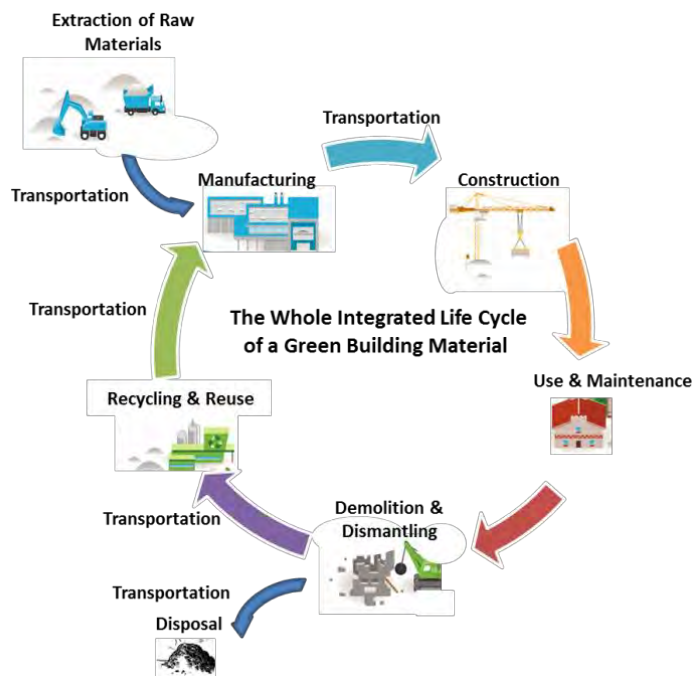 Extraction of Raw
Materials
Transportation
Transportation
Manufacturing
Construction
Transportation
The Whole Integrated Life Cycle
of a Green Building Material
Use & Maintenance
Recycling & Reuse
Demolition &
Dismantling
Transportation
Transportation
Disposal